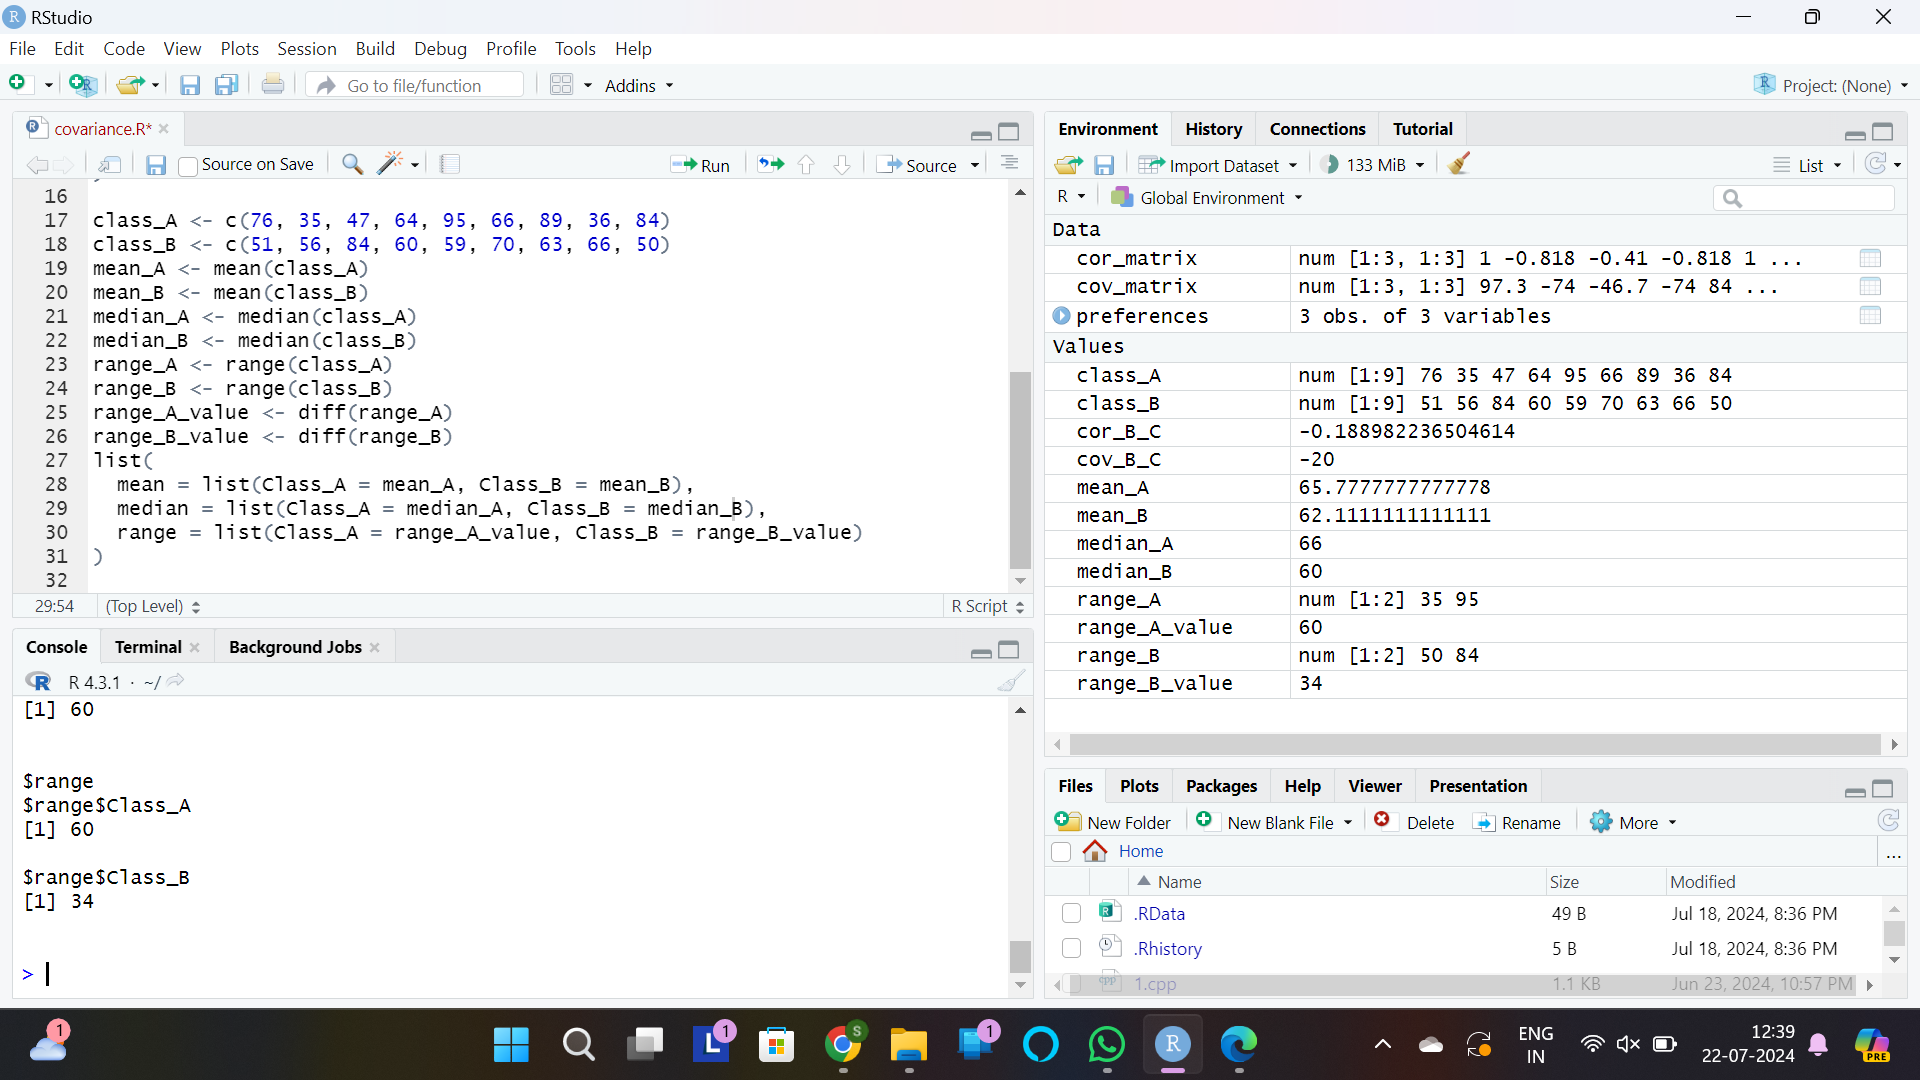 RStudio
File Edit Code View Plots Session Build Debug Profile Tools Help
Go to file/function Addins Project: (None)
covariance.R*
Source on Save Run Source
16
17 class_A <- c(76, 35, 47, 64, 95, 66, 89, 36, 84)
18 class_B <- c(51, 56, 84, 60, 59, 70, 63, 66, 50)
19 mean_A <- mean(class_A)
20 mean_B <- mean(class_B)
21 median_A <- median(class_A)
22 median_B <- median(class_B)
23 range_A <- range(class_A)
24 range_B <- range(class_B)
25 range_A_value <- diff(range_A)
26 range_B_value <- diff(range_B)
27 list(
28 mean = list(Class_A = mean_A, Class_B = mean_B),
29 median = list(Class_A = median_A, Class_B = median_B),
30 range = list(Class_A = range_A_value, Class_B = range_B_value)
31 )
32
29:54 (Top Level) R Script
Console Terminal Background Jobs
R 4.3.1 · ~/
[1] 60
$range
$range$Class_A
[1] 60
$range$Class_B
[1] 34
>
Environment History Connections Tutorial
Import Dataset 133 MiB List
R Global Environment
Data
cor_matrix num [1:3, 1:3] 1 -0.818 -0.41 -0.818 1 ...
cov_matrix num [1:3, 1:3] 97.3 -74 -46.7 -74 84 ...
preferences 3 obs. of 3 variables
Values
class_A num [1:9] 76 35 47 64 95 66 89 36 84
class_B num [1:9] 51 56 84 60 59 70 63 66 50
cor_B_C -0.188982236504614
cov_B_C -20
mean_A 65.7777777777778
mean_B 62.1111111111111
median_A 66
median_B 60
range_A num [1:2] 35 95
range_A_value 60
range_B num [1:2] 50 84
range_B_value 34
Files Plots Packages Help Viewer Presentation
New Folder New Blank File Delete Rename More
Home ...
Name Size Modified
.RData 49 B Jul 18, 2024, 8:36 PM
.Rhistory 5 B Jul 18, 2024, 8:36 PM
1.cpp 1.1 KB Jun 23, 2024, 10:57 PM
1 L 1 S 1 R ENG 12:39
IN 22-07-2024 PRE